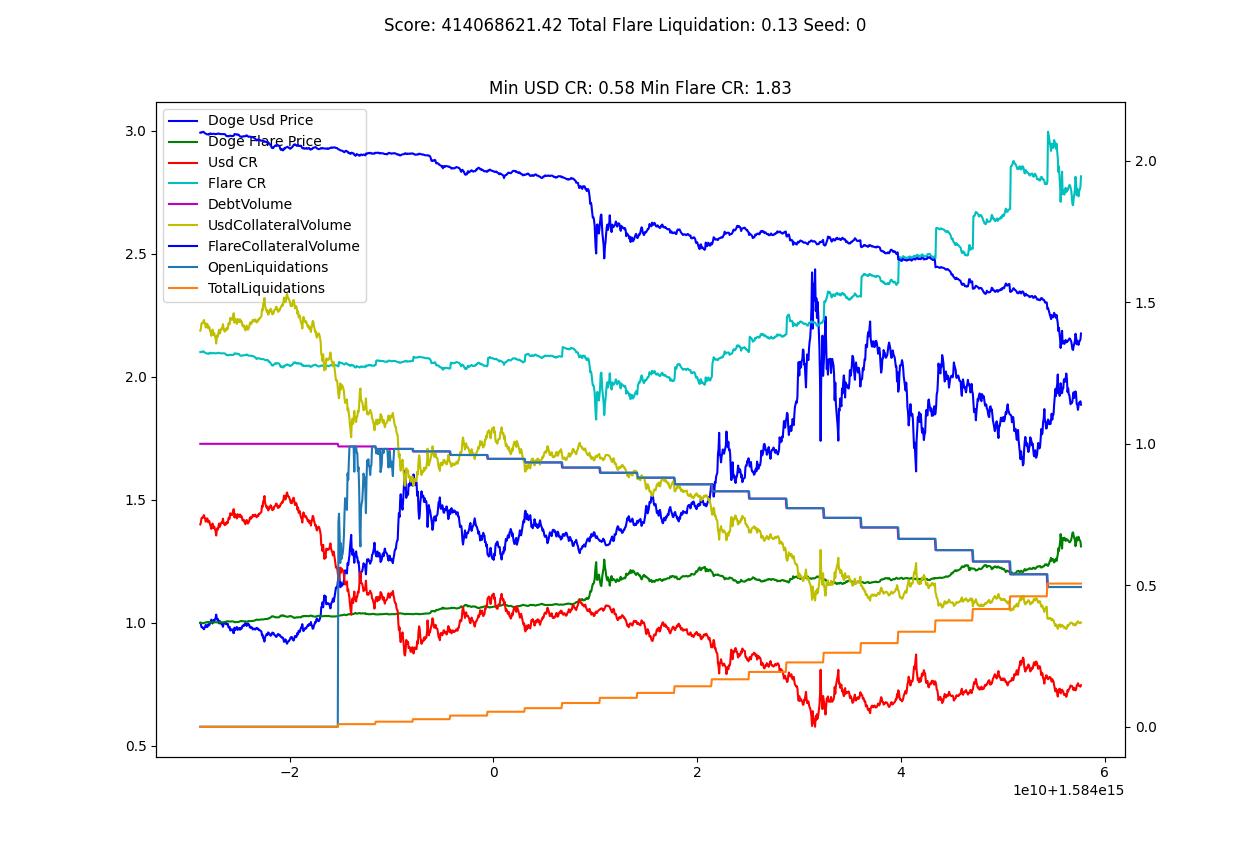 Score: 414068621.42 Total Flare Liquidation: 0.13 Seed: 0
Min USD CR: 0.58 Min Flare CR: 1.83
Doge Usd Price
Doge Flare Price
Usd CR
Flare CR
DebtVolume
UsdCollateralVolume
FlareCollateralVolume
OpenLiquidations
TotalLiquidations
3.0
2.5
2.0
1.5
1.0
0.5
2.0
1.5
1.0
0.5
0.0
−2
0
2
4
6
1e10+1.584e15